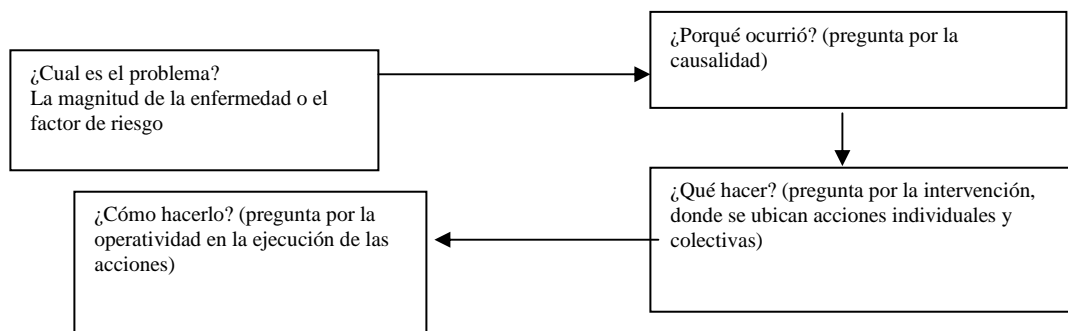 ¿Cual es el problema?
La magnitud de la enfermedad o el
factor de riesgo
¿Porqué ocurrió? (pregunta por la
causalidad)
¿Qué hacer? (pregunta por la intervención,
donde se ubican acciones individuales y
colectivas)
¿Cómo hacerlo? (pregunta por la
operatividad en la ejecución de las
acciones)